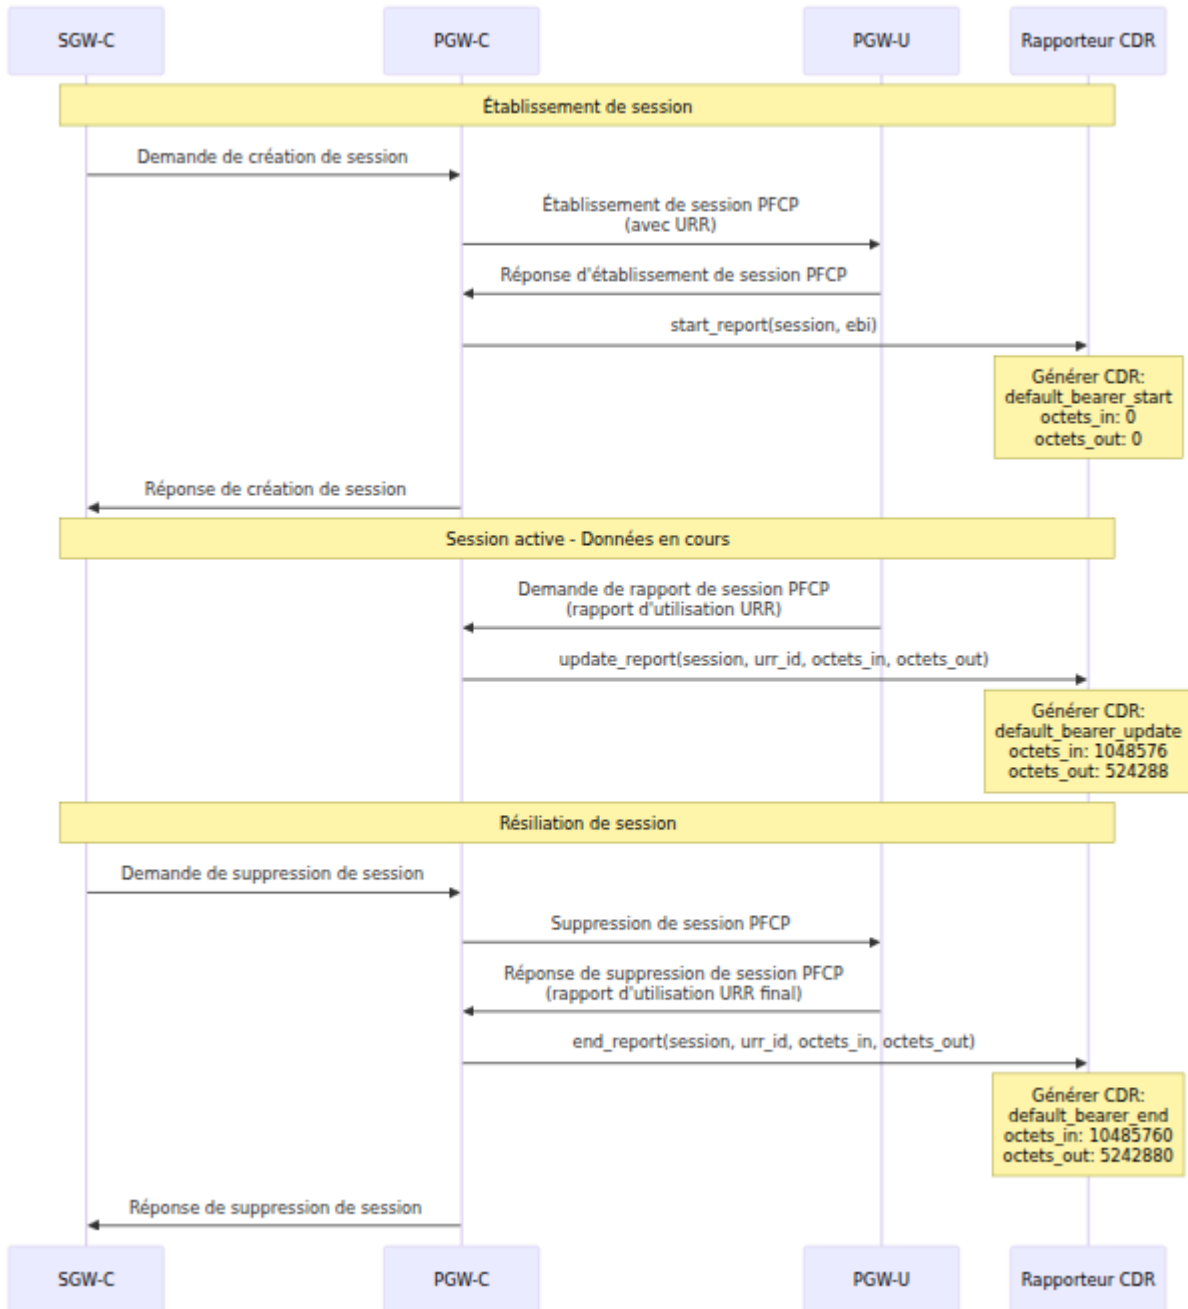 SGW-C
PGW-C
PGW-U
Rapporteur CDR
Établissement de session
Demande de création de session
Établissement de session PFCP
(avec URR)
Réponse d'établissement de session PFCP
start_report(session, ebi)
Générer CDR:
default_bearer_start
octets_in: 0
octets_out: 0
Réponse de création de session
Session active - Données en cours
Demande de rapport de session PFCP
(rapport d'utilisation URR)
update_report(session, urr_id, octets_in, octets_out)
Générer CDR:
default_bearer_update
octets_in: 1048576
octets_out: 524288
Résiliation de session
Demande de suppression de session
Suppression de session PFCP
Réponse de suppression de session PFCP
(rapport d'utilisation URR final)
end_report(session, urr_id, octets_in, octets_out)
Générer CDR:
default_bearer_end
octets_in: 10485760
octets_out: 5242880
Réponse de suppression de session
SGW-C
PGW-C
PGW-U
Rapporteur CDR